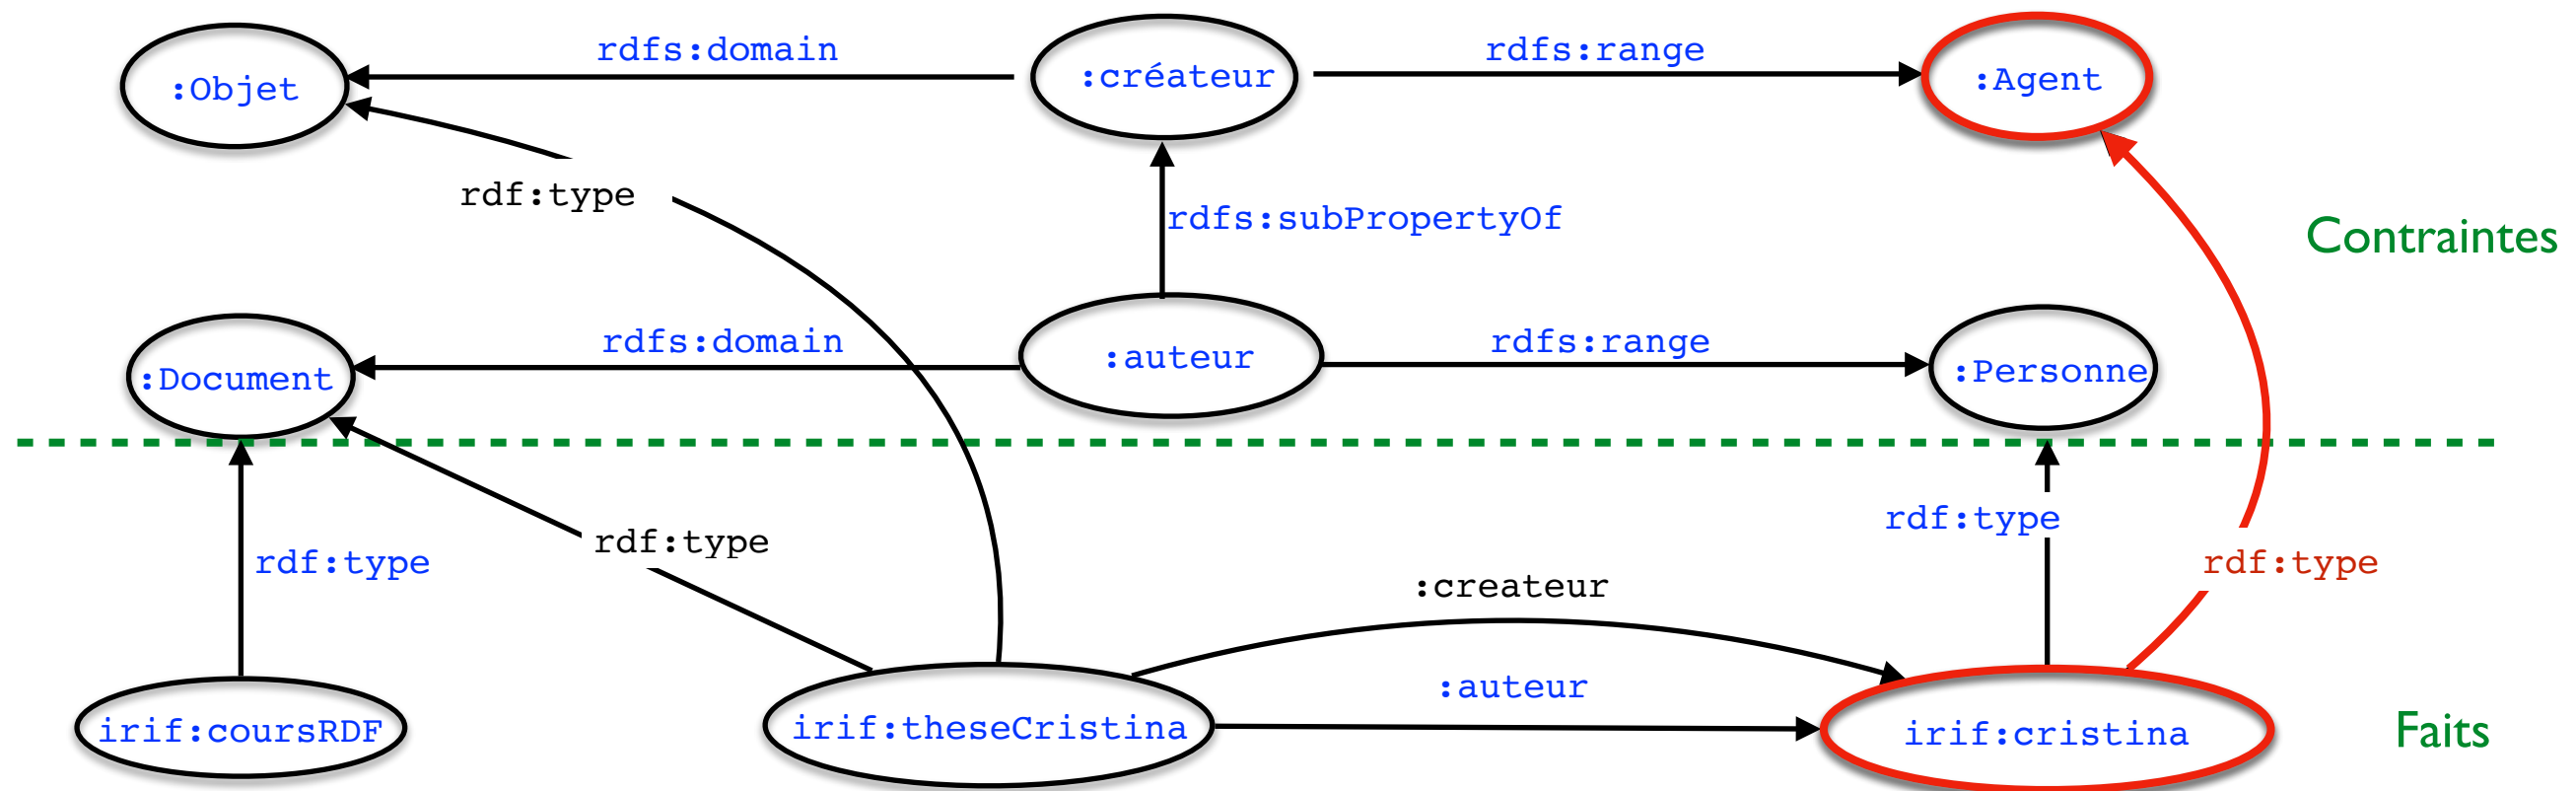 rdfs:domain
rdfs:range
:Objet
:créateur
:Agent
rdf:type
rdfs:subPropertyOf
Contraintes
rdfs:domain
rdfs:range
:Document
:auteur
:Personne
rdf:type
rdf:type
rdf:type
rdf:type
:createur
:auteur
irif:coursRDF
irif:theseCristina
irif:cristina
Faits